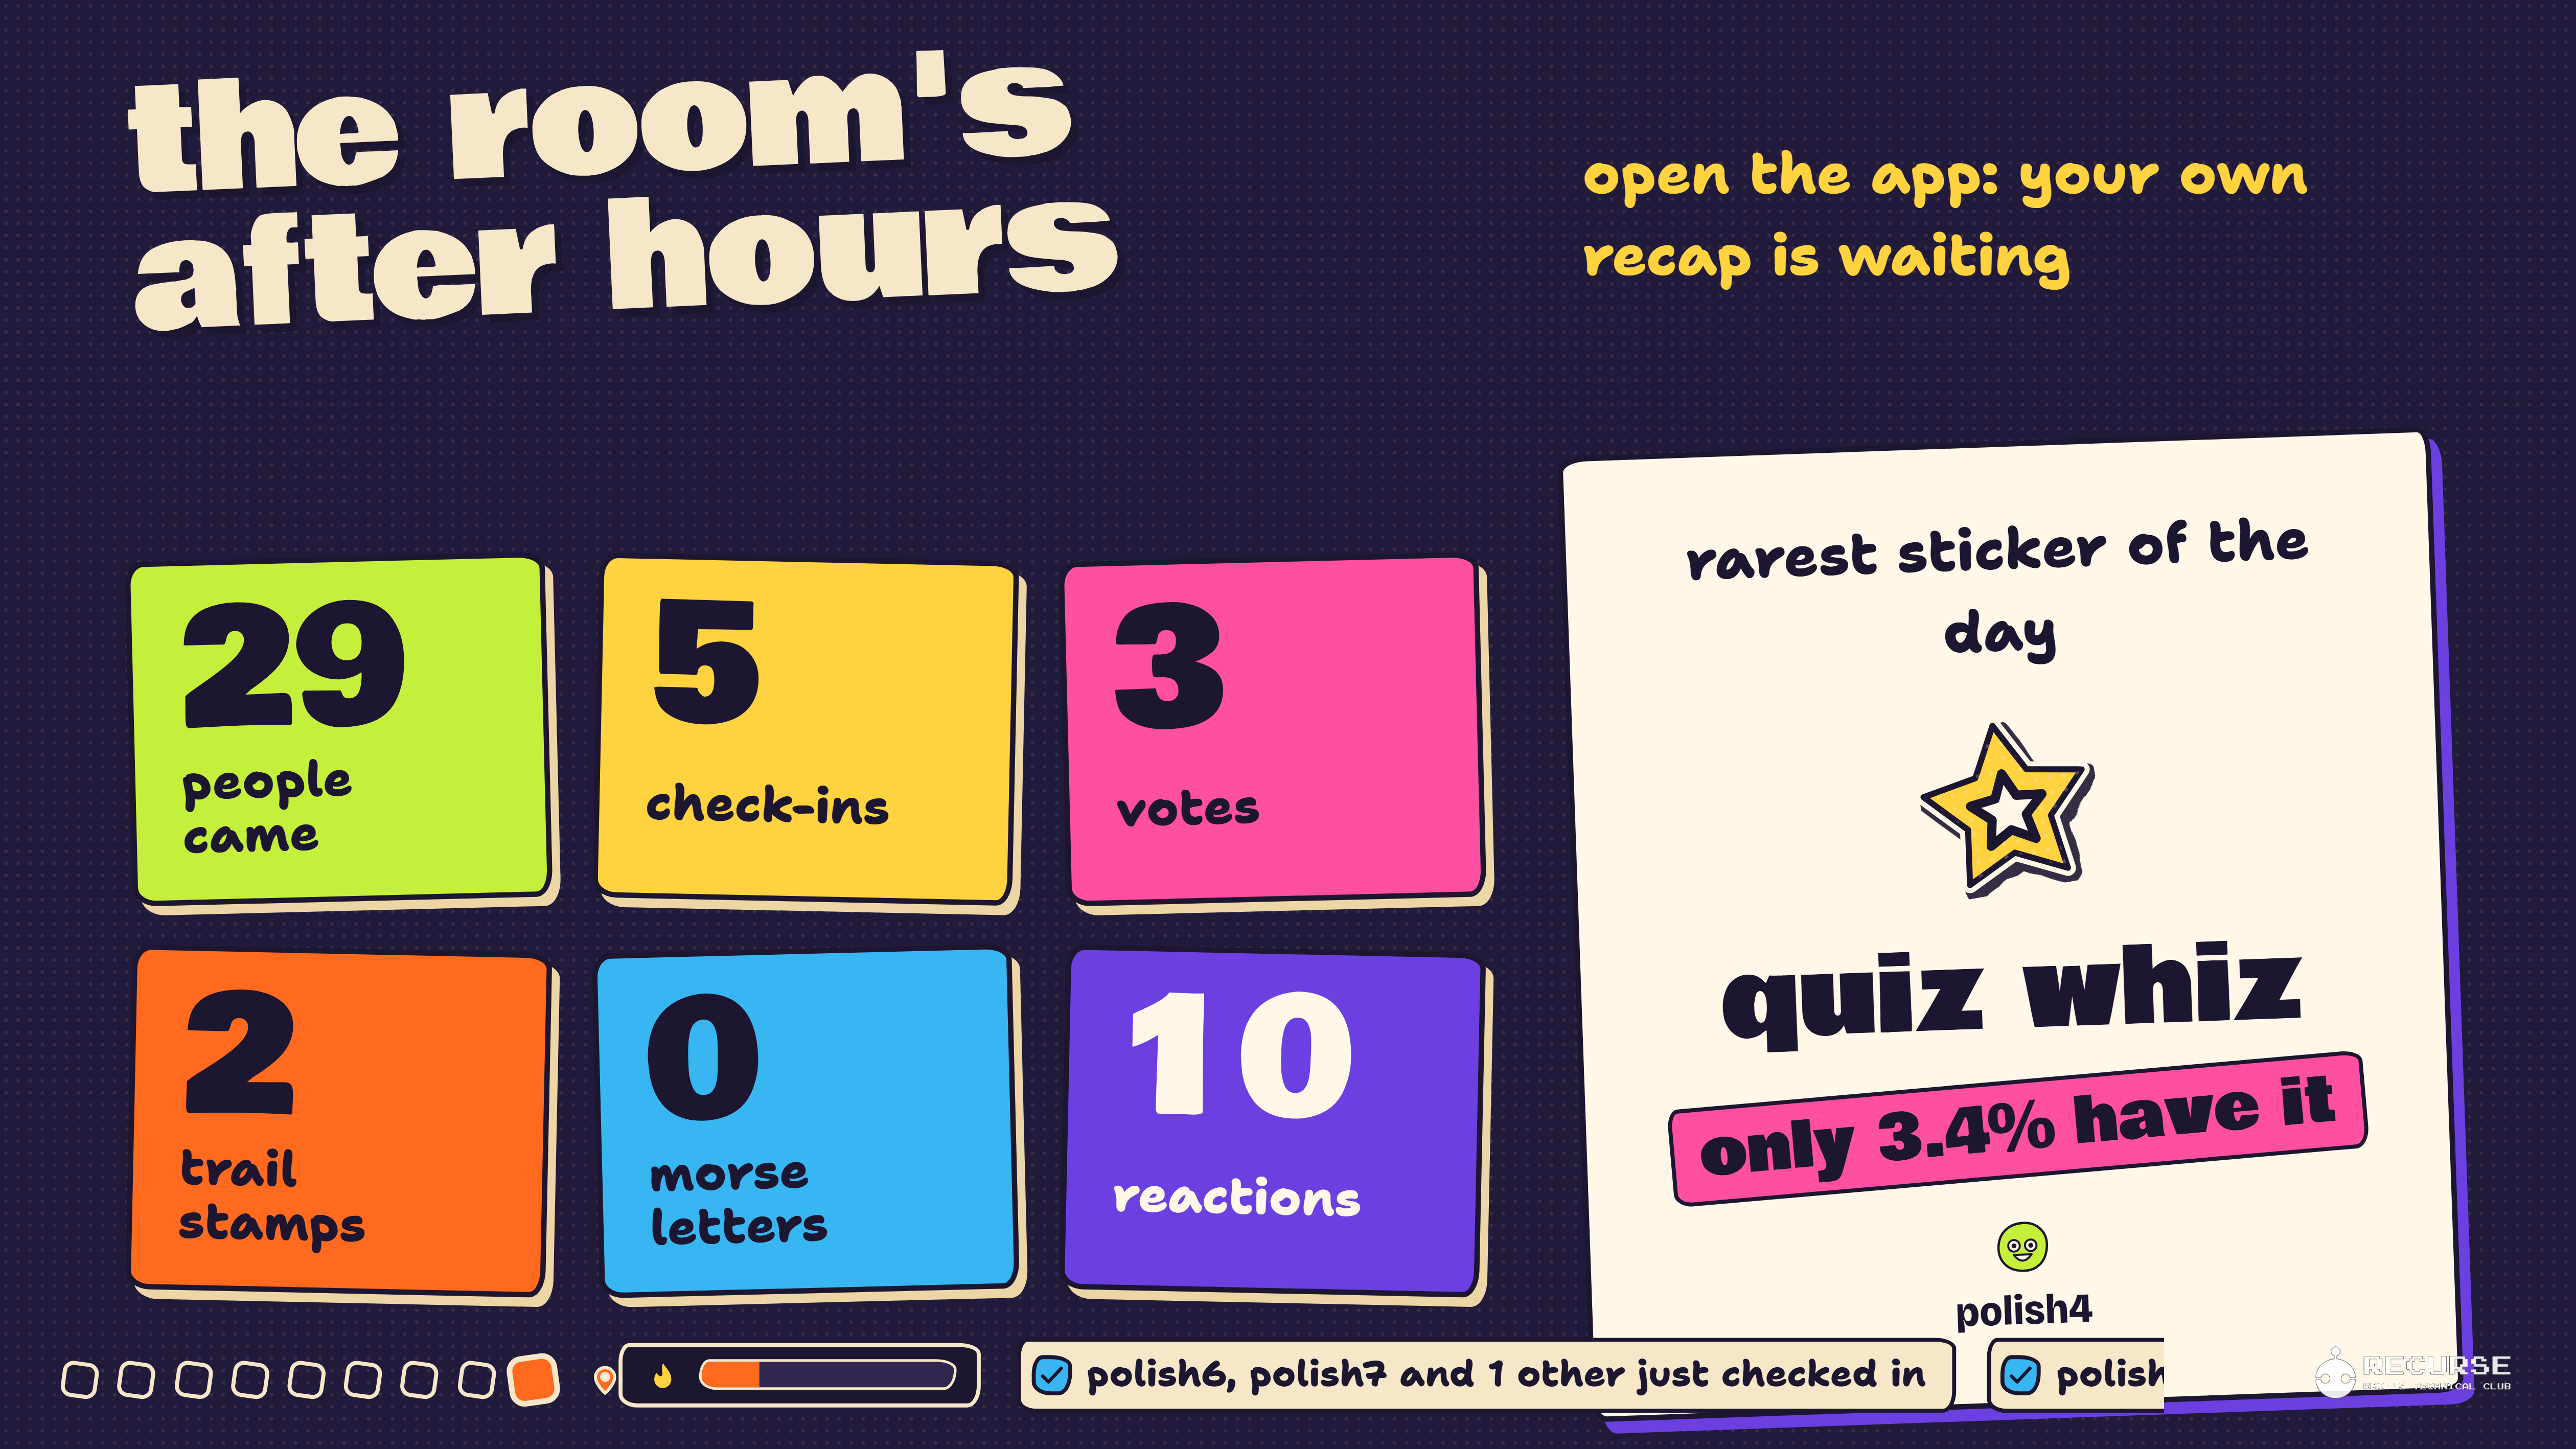 the room's
after hours
open the app: your own
recap is waiting
29
people
came
5
check-ins
3
votes
2
trail
stamps
0
morse
letters
10
reactions
rarest sticker of the
day
quiz whiz
only 3.4% have it
polish4
polish6, polish7 and 1 other just checked in
polish
RECURSE
TECHNICAL CLUB